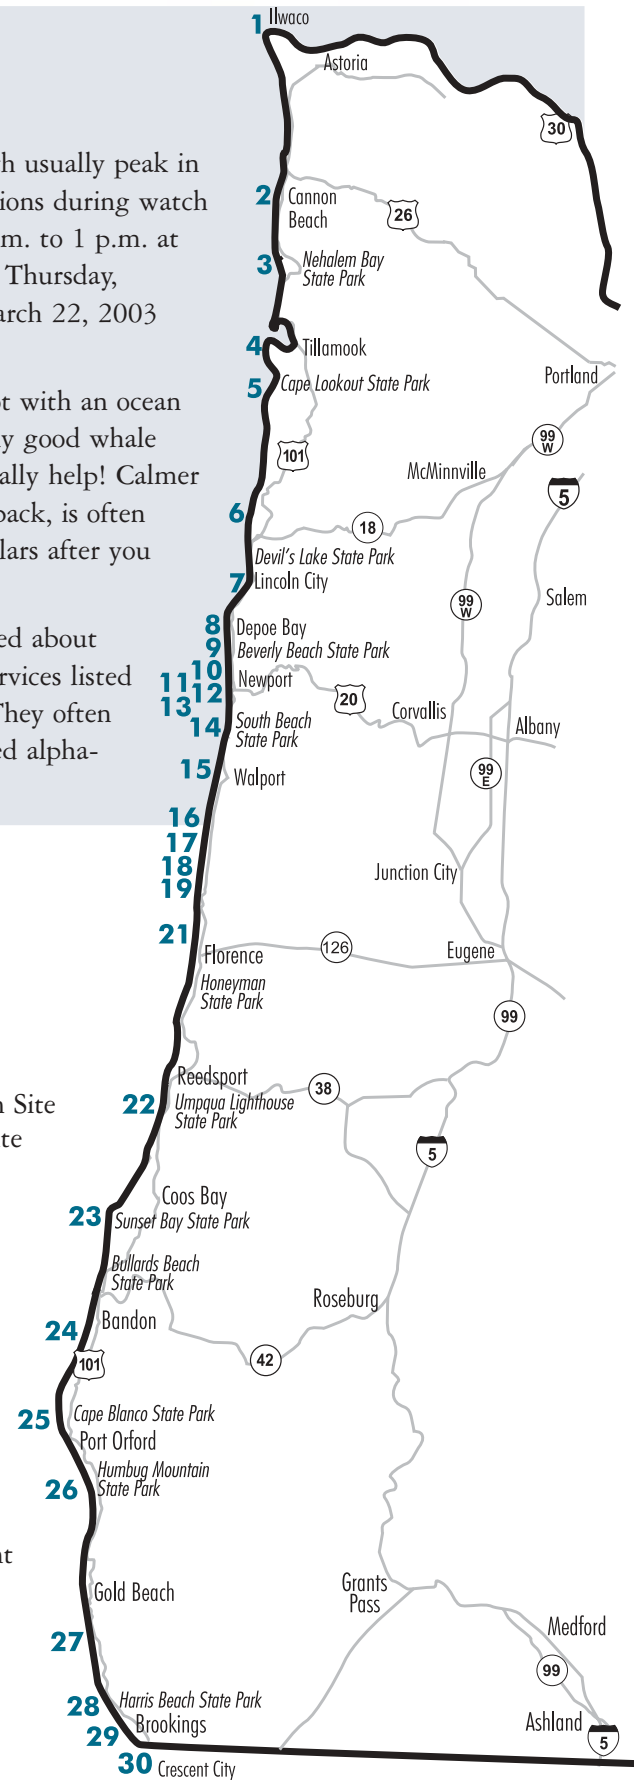 1 Ilwaco
Astoria
30
h usually peak in
ions during watch
m. to 1 p.m. at
Thursday,
arch 22, 2003
2 Cannon
Beach
26
3 Nehalem Bay
State Park
4 Tillamook
5 Cape Lookout State Park
Portland
ot with an ocean
y good whale
ally help! Calmer
back, is often
lars after you
101
99
W
McMinnville
5
6
18
Devil's Lake State Park
7 Lincoln City
99
W
Salem
8 Depoe Bay
9 Beverly Beach State Park
10
11 12 Newport
13
20
Corvallis
14 South Beach
State Park
Albany
ed about
rvices listed
They often
ed alpha-
15 Walport
99
E
16
17
18
19
Junction City
21
Florence
126
Eugene
Honeyman
State Park
99
Reedsport
38
22 Umpqua Lighthouse
State Park
n Site
te
5
Coos Bay
23 Sunset Bay State Park
Bullards Beach
State Park
Roseburg
24 Bandon
101
42
25 Cape Blanco State Park
Port Orford
26 Humbug Mountain
State Park
nt
Gold Beach
Grants
Pass
27
Medford
99
28 Harris Beach State Park
29 Brookings
Ashland
5
30 Crescent City